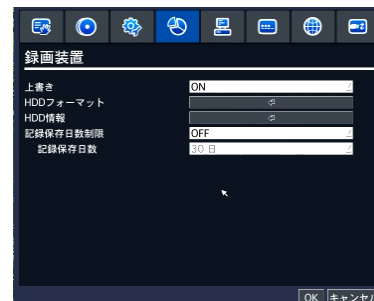 録画装置
上書き ON
HDDフォーマット
HDD情報
記録保存日数制限 OFF
記録保存日数 30 日
OK キャンセル